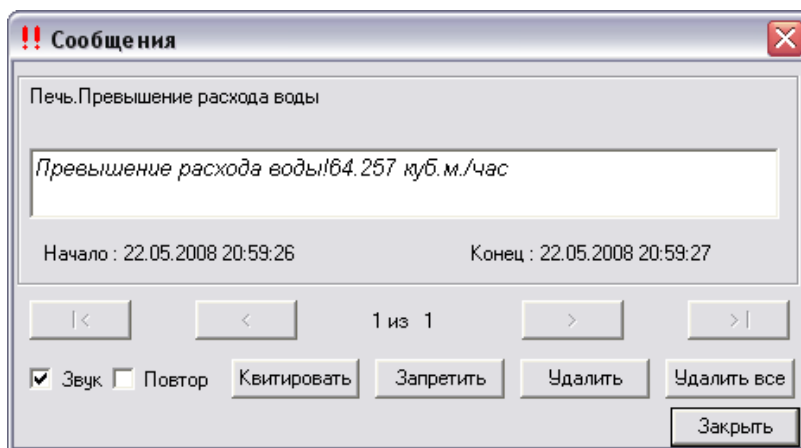 !! Сообщения
Печь.Превышение расхода воды
Превышение расхода воды!64.257 куб.м./час
Начало : 22.05.2008 20:59:26 Конец : 22.05.2008 20:59:27
|< < 1 из 1 > >|
Звук Повтор Квитировать Запретить Удалить Удалить все
Закрыть